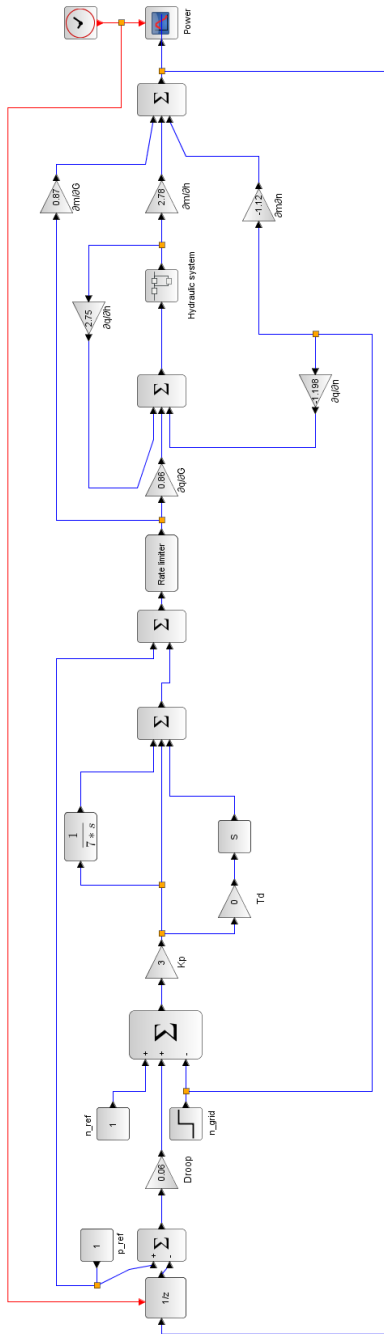 1/z
1
p_ref
+
-
Σ
0.06
Droop
1
n_ref
n_grid
+
+
-
Σ
3
Kp
1
7 * s
0
Td
S
Σ
Σ
Rate limiter
0.86
∂q/∂G
Σ
2.75
∂q/∂h
Hydraulic system
-1.198
∂q/∂n
0.87
∂m/∂G
2.78
∂m/∂h
-1.12
∂m∂n
Σ
Power